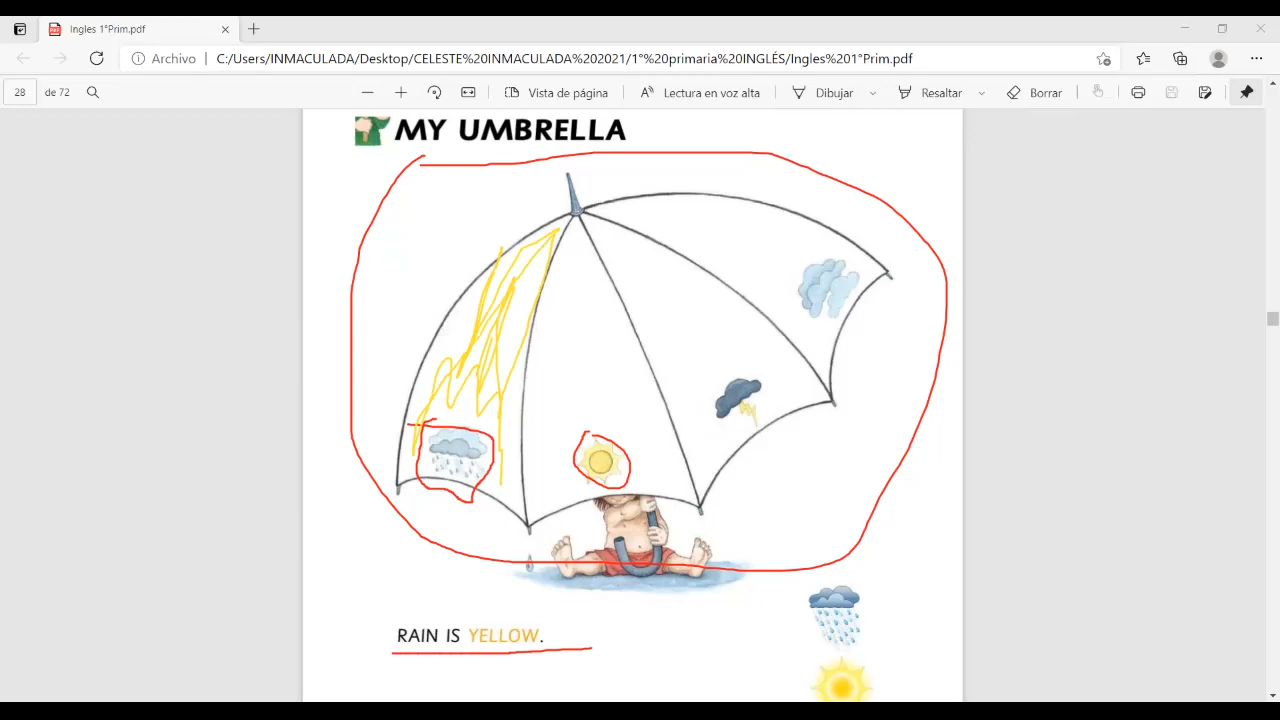 Ingles 1°Prim.pdf
Archivo C:/Users/INMACULADA/Desktop/CELESTE%20INMACULADA%202021/1°%20primaria%20INGLÉS/Ingles%201°Prim.pdf
28 de 72 Vista de página Lectura en voz alta Dibujar Resaltar Borrar
MY UMBRELLA
RAIN IS YELLOW.